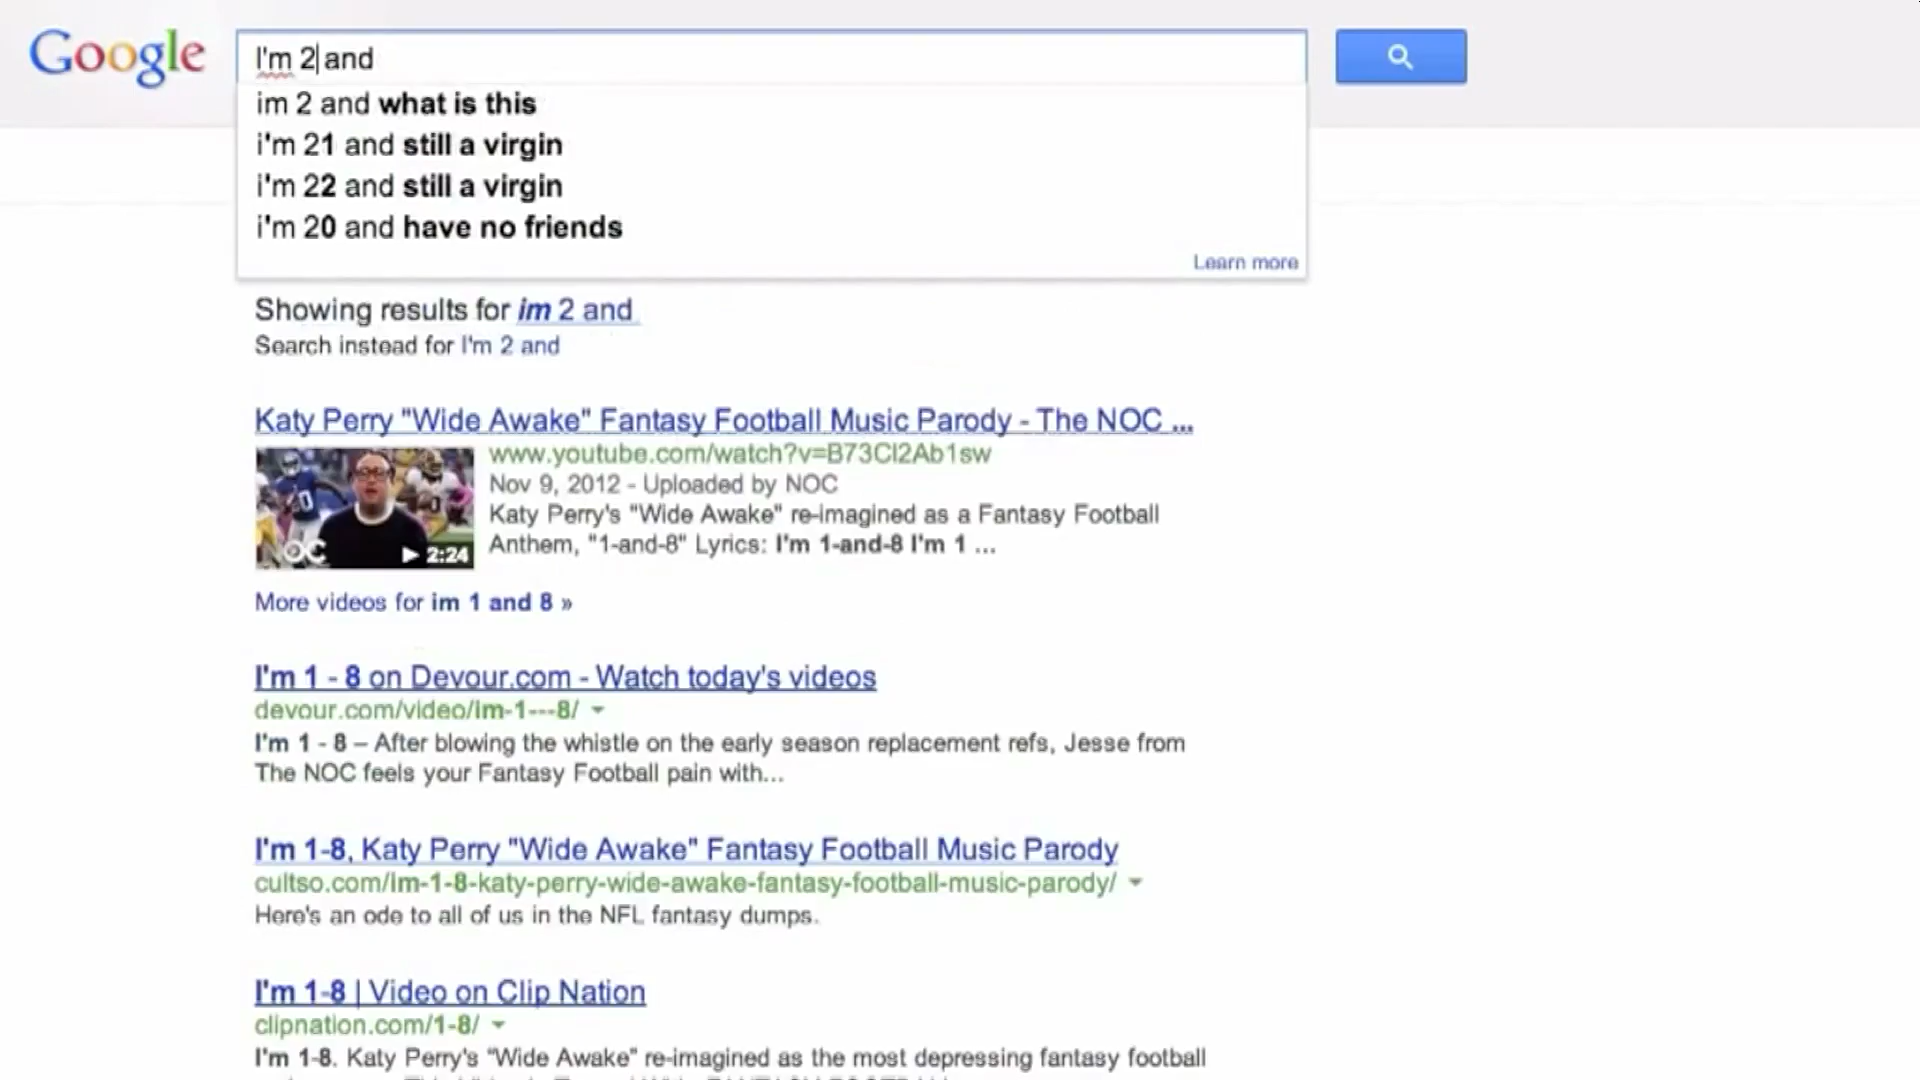 Google
I'm 2 and
im 2 and what is this
i'm 21 and still a virgin
i'm 22 and still a virgin
i'm 20 and have no friends
Learn more
Showing results for im 2 and
Search instead for I'm 2 and
Katy Perry "Wide Awake" Fantasy Football Music Parody - The NOC ...
www.youtube.com/watch?v=B73CI2Ab1sw
Nov 9, 2012 - Uploaded by NOC
Katy Perry's "Wide Awake" re-imagined as a Fantasy Football
Anthem, "1-and-8" Lyrics: I'm 1-and-8 I'm 1 ...
NOC
2:24
More videos for im 1 and 8 »
I'm 1 - 8 on Devour.com - Watch today's videos
devour.com/video/im-1---8/
I'm 1 - 8 – After blowing the whistle on the early season replacement refs, Jesse from
The NOC feels your Fantasy Football pain with...
I'm 1-8, Katy Perry "Wide Awake" Fantasy Football Music Parody
cultso.com/im-1-8-katy-perry-wide-awake-fantasy-football-music-parody/
Here's an ode to all of us in the NFL fantasy dumps.
I'm 1-8 | Video on Clip Nation
clipnation.com/1-8/
I'm 1-8. Katy Perry's "Wide Awake" re-imagined as the most depressing fantasy football